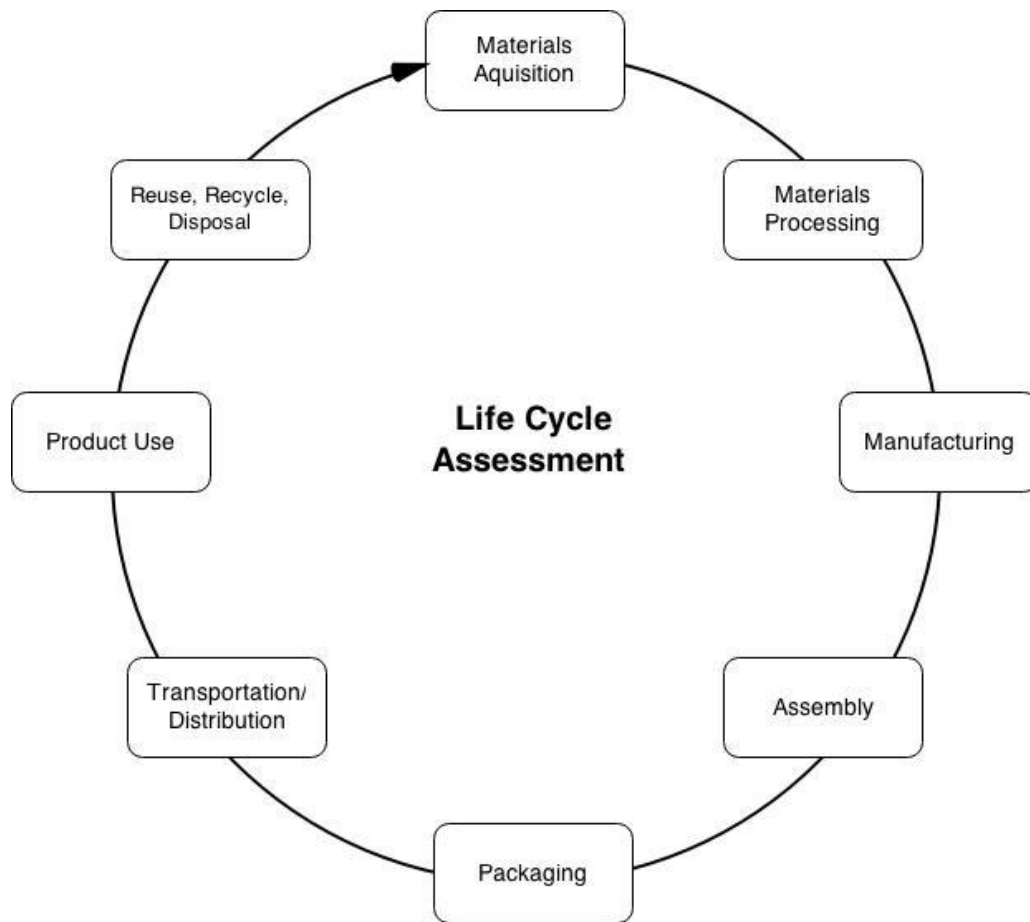 Materials
Aquisition
Reuse, Recycle,
Disposal
Materials
Processing
Product Use
Life Cycle
Assessment
Manufacturing
Transportation/
Distribution
Assembly
Packaging